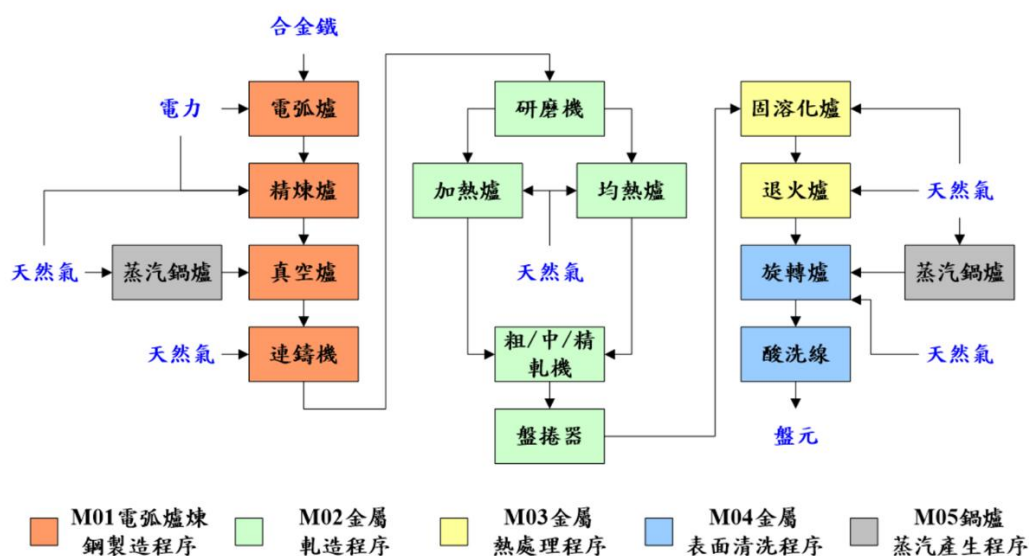 合金鐵
電力
電弧爐
精煉爐
天然氣
蒸汽鍋爐
真空爐
天然氣
連鑄機
研磨機
加熱爐
均熱爐
天然氣
粗/中/精
軋機
盤捲器
固溶化爐
退火爐
天然氣
旋轉爐
蒸汽鍋爐
酸洗線
天然氣
盤元
M01電弧爐煉
鋼製造程序
M02金屬
軋造程序
M03金屬
熱處理程序
M04金屬
表面清洗程序
M05鍋爐
蒸汽產生程序